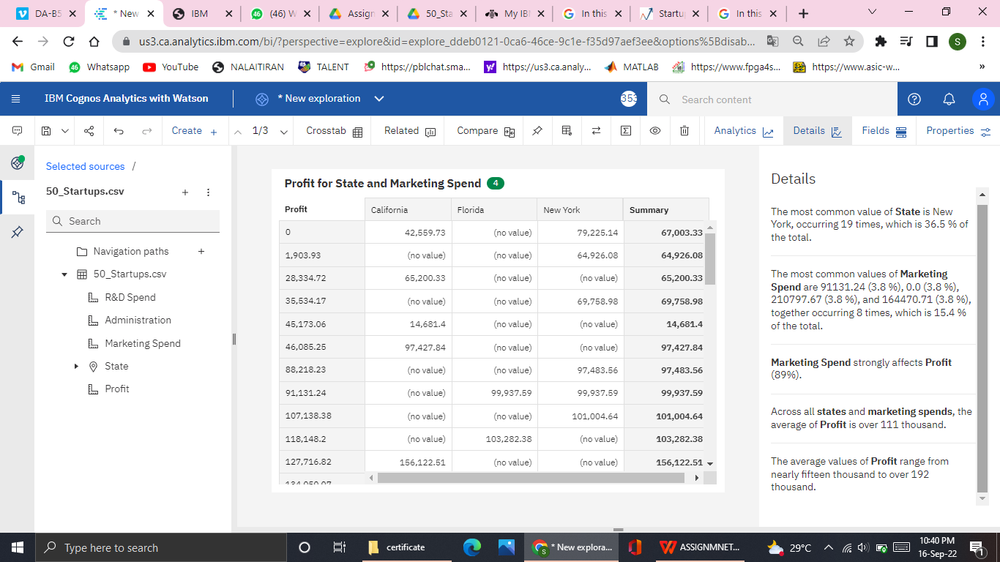 DA-B5
* New
IBM
(46) W
Assign
50_Sta
My IBM
In this
Startu
In this
us3.ca.analytics.ibm.com/bi/?perspective=explore&id=explore_ddeb0121-0ca6-46ce-9c1e-f35d97aef3ee&options%5Bdisab...
S
Gmail
46 Whatsapp
YouTube
NALAITIRAN
TALENT
https://pblchat.sma...
https://us3.ca.analy...
MATLAB
https://www.fpga4s...
https://www.asic-w...
»
IBM Cognos Analytics with Watson
* New exploration
353
Search content
Create +
1/3
Crosstab
Related
Compare
Analytics
Details
Fields
Properties
Selected sources /
50_Startups.csv
Search
Navigation paths
50_Startups.csv
R&D Spend
Administration
Marketing Spend
State
Profit
Profit for State and Marketing Spend 4
Profit California Florida New York Summary
0 42,559.73 (no value) 79,225.14 67,003.33
1,903.93 (no value) (no value) 64,926.08 64,926.08
28,334.72 65,200.33 (no value) (no value) 65,200.33
35,534.17 (no value) (no value) 69,758.98 69,758.98
45,173.06 14,681.4 (no value) (no value) 14,681.4
46,085.25 97,427.84 (no value) (no value) 97,427.84
88,218.23 (no value) (no value) 97,483.56 97,483.56
91,131.24 (no value) 99,937.59 99,937.59 99,937.59
107,138.38 (no value) (no value) 101,004.64 101,004.64
118,148.2 (no value) 103,282.38 (no value) 103,282.38
127,716.82 156,122.51 (no value) (no value) 156,122.51
Details
The most common value of State is New
York, occurring 19 times, which is 36.5 % of
the total.
The most common values of Marketing
Spend are 91131.24 (3.8 %), 0.0 (3.8 %),
210797.67 (3.8 %), and 164470.71 (3.8 %),
together occurring 8 times, which is 15.4 %
of the total.
Marketing Spend strongly affects Profit
(89%).
Across all states and marketing spends, the
average of Profit is over 111 thousand.
The average values of Profit range from
nearly fifteen thousand to over 192
thousand.
Type here to search
certificate
* New explora...
ASSIGNMNET...
29°C
10:40 PM
16-Sep-22
1